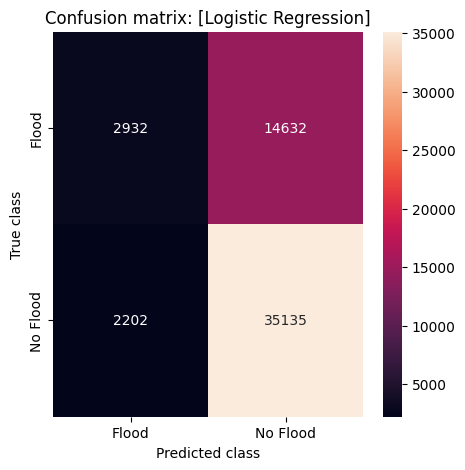 Confusion matrix: [Logistic Regression]
True class
Flood
No Flood
2932
14632
2202
35135
Flood
No Flood
Predicted class
35000
30000
25000
20000
15000
10000
5000